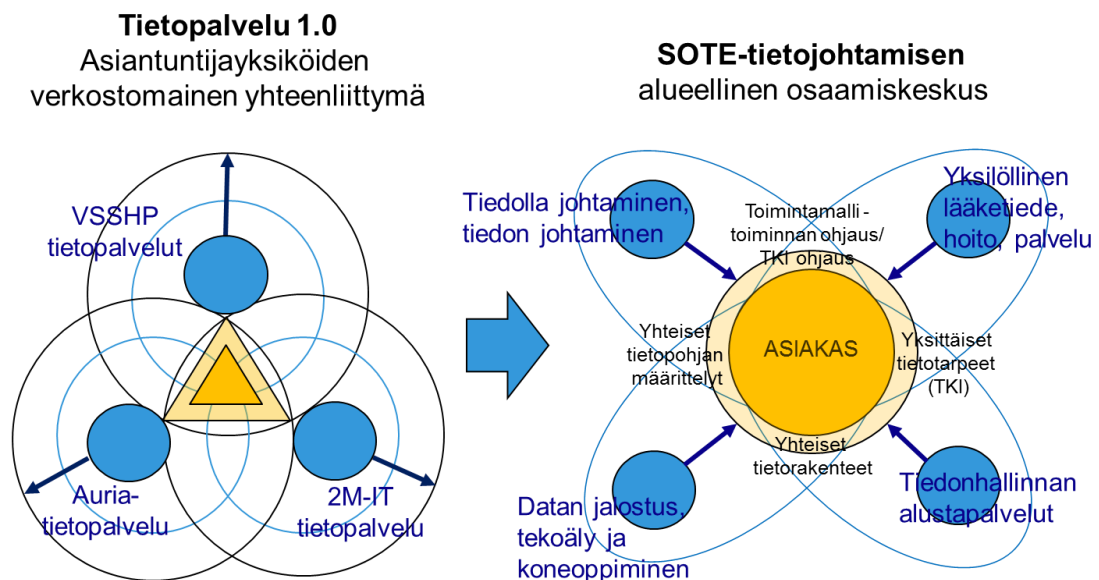 Tietopalvelu 1.0
Asiantuntijayksiköiden
verkostomainen yhteenliittymä
VSSHP
tietopalvelut
Auria-
tietopalvelu
2M-IT
tietopalvelu
SOTE-tietojohtamisen
alueellinen osaamiskeskus
Tiedolla johtaminen,
tiedon johtaminen
Toimintamalli -
toiminnan ohjaus/
TKI ohjaus
Yksilöllinen
lääketiede,
hoito, palvelu
Yhteiset
tietopohjan
määrittelyt
ASIAKAS
Yksittäiset
tietotarpeet
(TKI)
Yhteiset
tietorakenteet
Datan jalostus,
tekoäly ja
koneoppiminen
Tiedonhallinnan
alustapalvelut